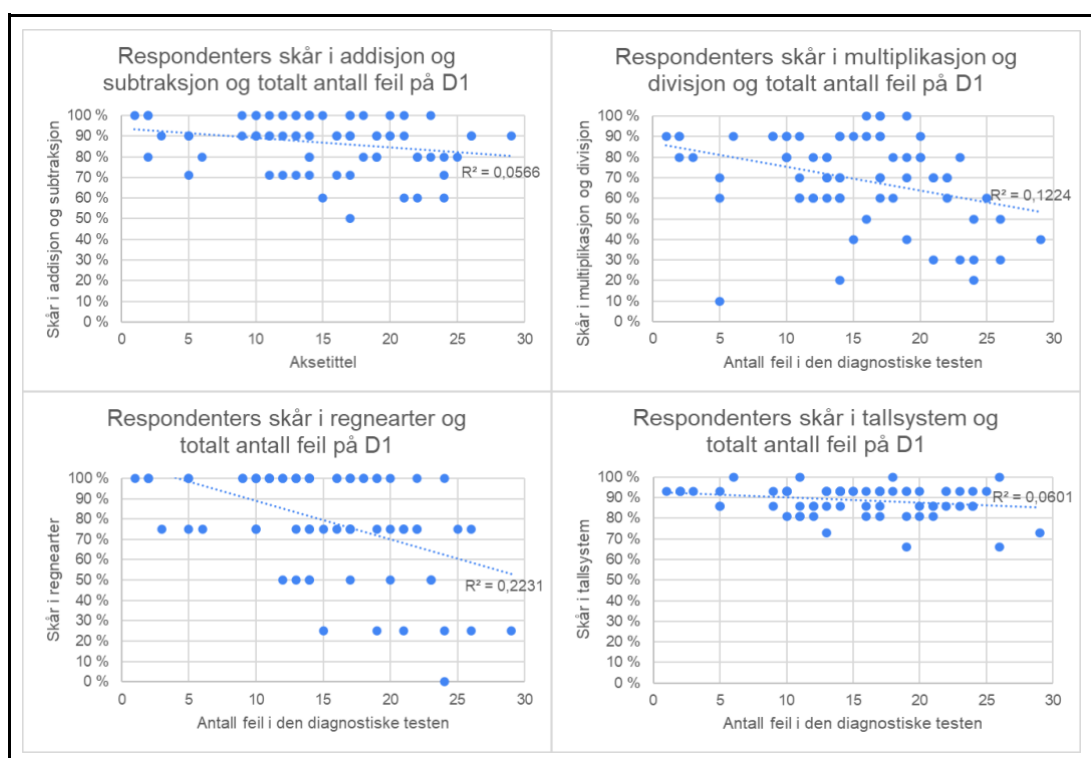 Respondenters skår i addisjon og
subtraksjon og totalt antall feil på D1
Skår i addisjon og subtraksjon
100 %
90 %
80 %
70 %
60 %
50 %
40 %
30 %
20 %
10 %
0 %
R² = 0,0566
0 5 10 15 20 25 30
Aksetittel
Respondenters skår i multiplikasjon og
divisjon og totalt antall feil på D1
Skår i multiplikasjon og divisjon
100 %
90 %
80 %
70 %
60 %
50 %
40 %
30 %
20 %
10 %
0 %
R² = 0,1224
0 5 10 15 20 25 30
Antall feil i den diagnostiske testen
Respondenters skår i regnearter og
totalt antall feil på D1
Skår i regnearter
100 %
90 %
80 %
70 %
60 %
50 %
40 %
30 %
20 %
10 %
0 %
R² = 0,2231
0 5 10 15 20 25 30
Antall feil i den diagnostiske testen
Respondenters skår i tallsystem og
totalt antall feil på D1
Skår i tallsystem
100 %
90 %
80 %
70 %
60 %
50 %
40 %
30 %
20 %
10 %
0 %
R² = 0,0601
0 5 10 15 20 25 30
Antall feil i den diagnostiske testen